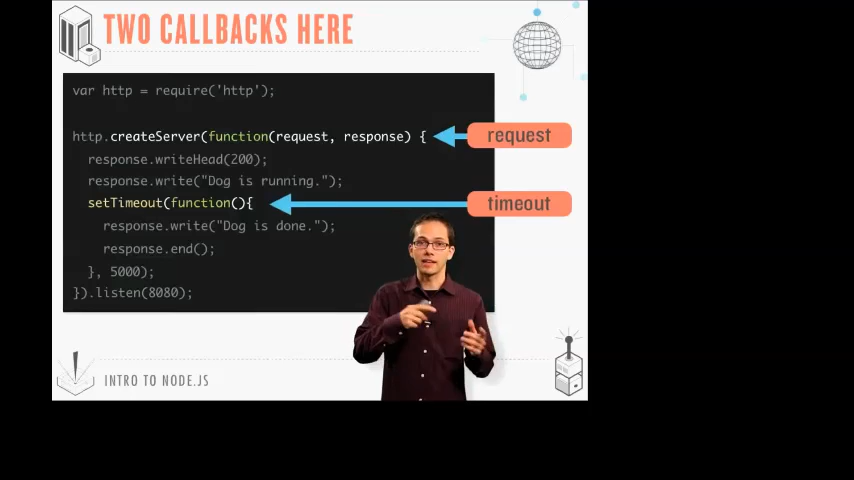 TWO CALLBACKS HERE
var http = require('http');
http.createServer(function(request, response) {
request
response.writeHead(200);
response.write("Dog is running.");
setTimeout(function(){
timeout
response.write("Dog is done.");
response.end();
}, 5000);
}).listen(8080);
INTRO TO NODE.JS